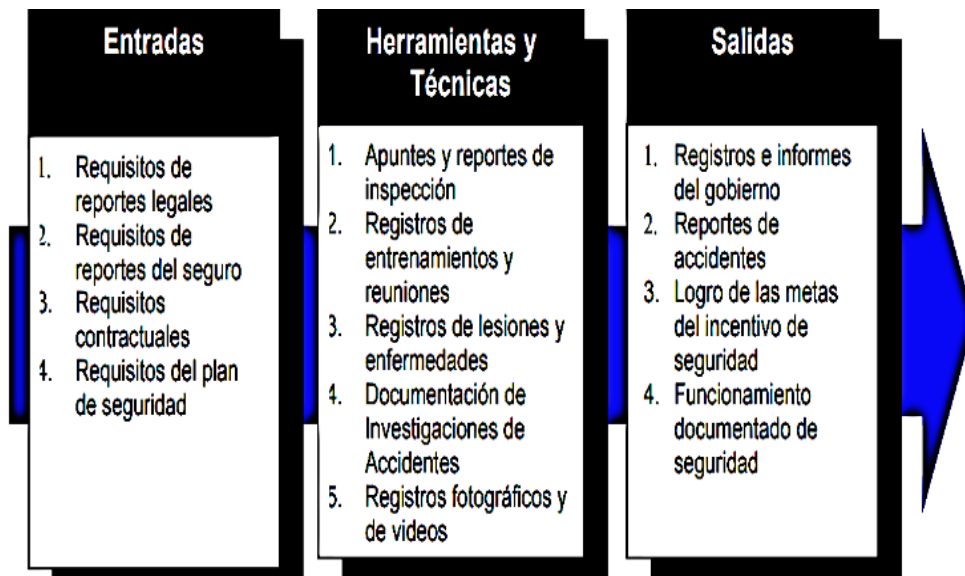 Entradas
1. Requisitos de
reportes legales
2. Requisitos de
reportes del seguro
3. Requisitos
contractuales
4. Requisitos del plan
de seguridad
Herramientas y
Técnicas
1. Apuntes y reportes de
inspección
2. Registros de
entrenamientos y
reuniones
3. Registros de lesiones y
enfermedades
4. Documentación de
Investigaciones de
Accidentes
5. Registros fotográficos y
de videos
Salidas
1. Registros e informes
del gobierno
2. Reportes de
accidentes
3. Logro de las metas
del incentivo de
seguridad
4. Funcionamiento
documentado de
seguridad